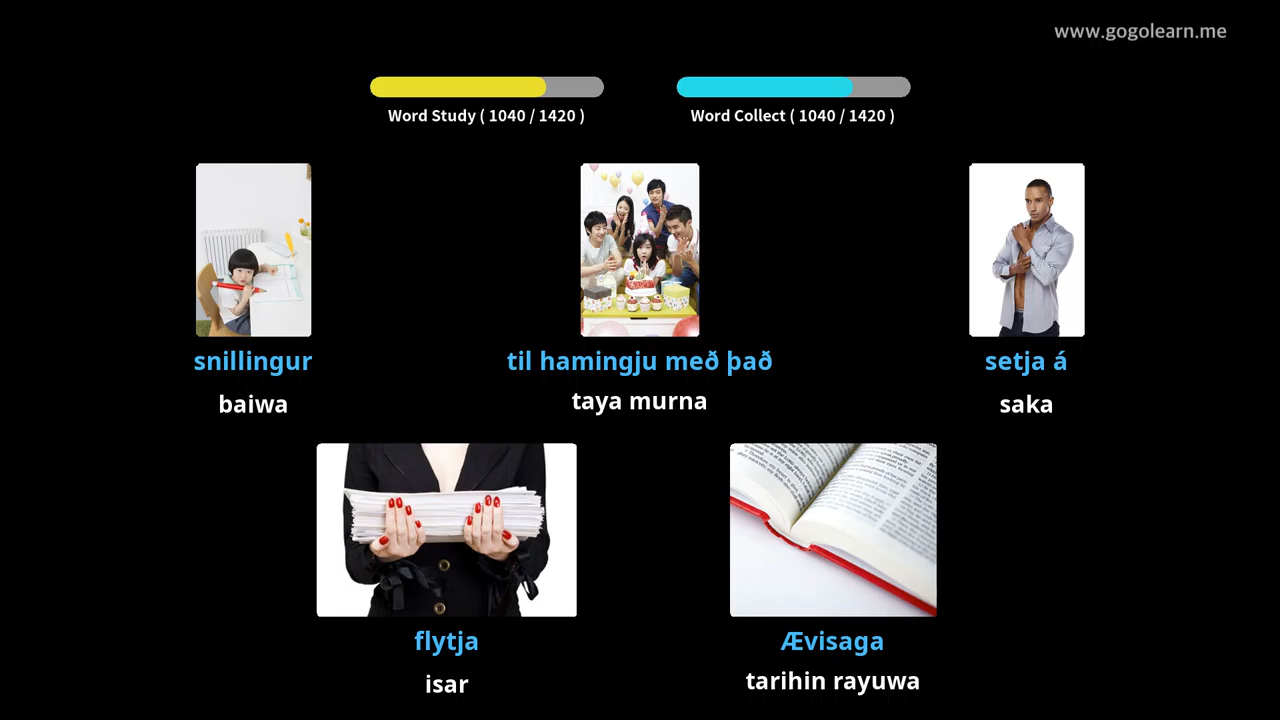 www.gogolearn.me
Word Study ( 1040 / 1420 )
Word Collect ( 1040 / 1420 )
snillingur
baiwa
til hamingju með það
taya murna
setja á
saka
flytja
isar
Ævisaga
tarihin rayuwa